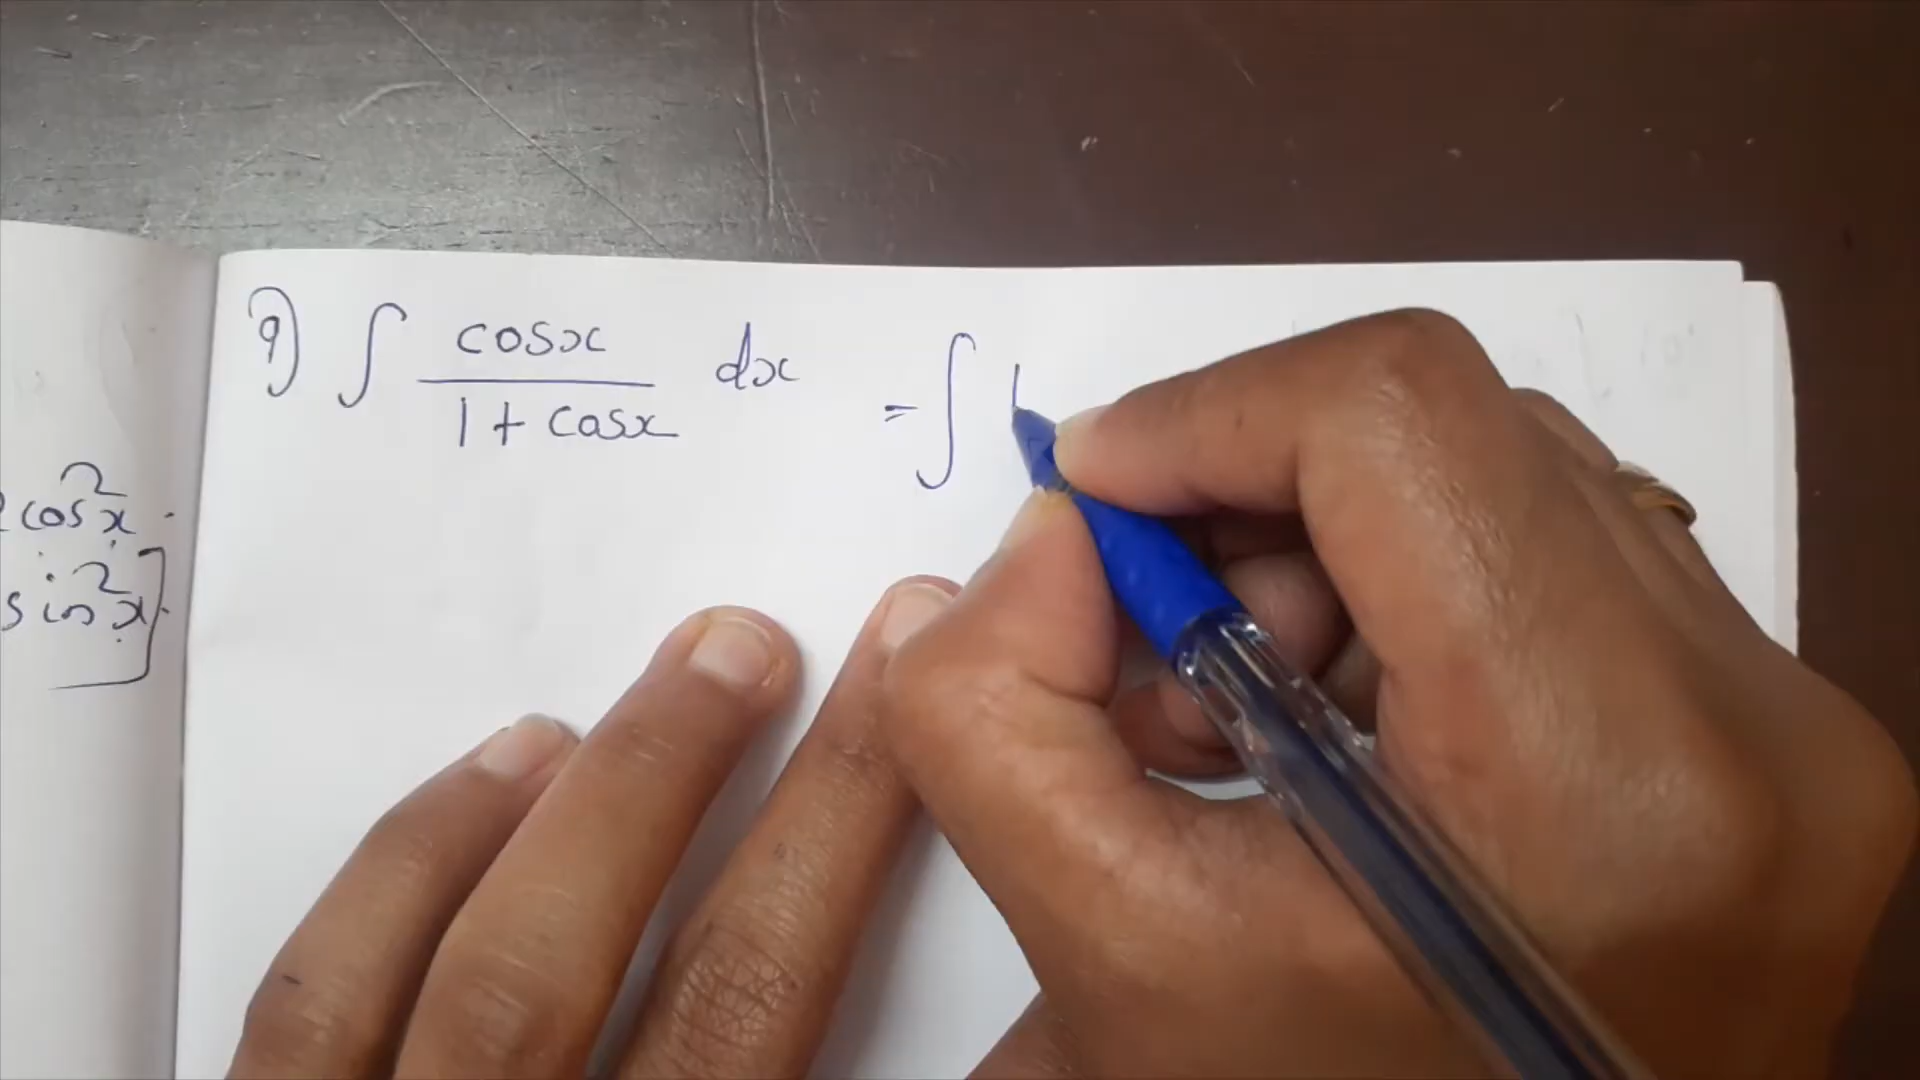 cos²x .
sin²x] .
9) ∫ cosx / 1 + cosx dx = ∫ 1